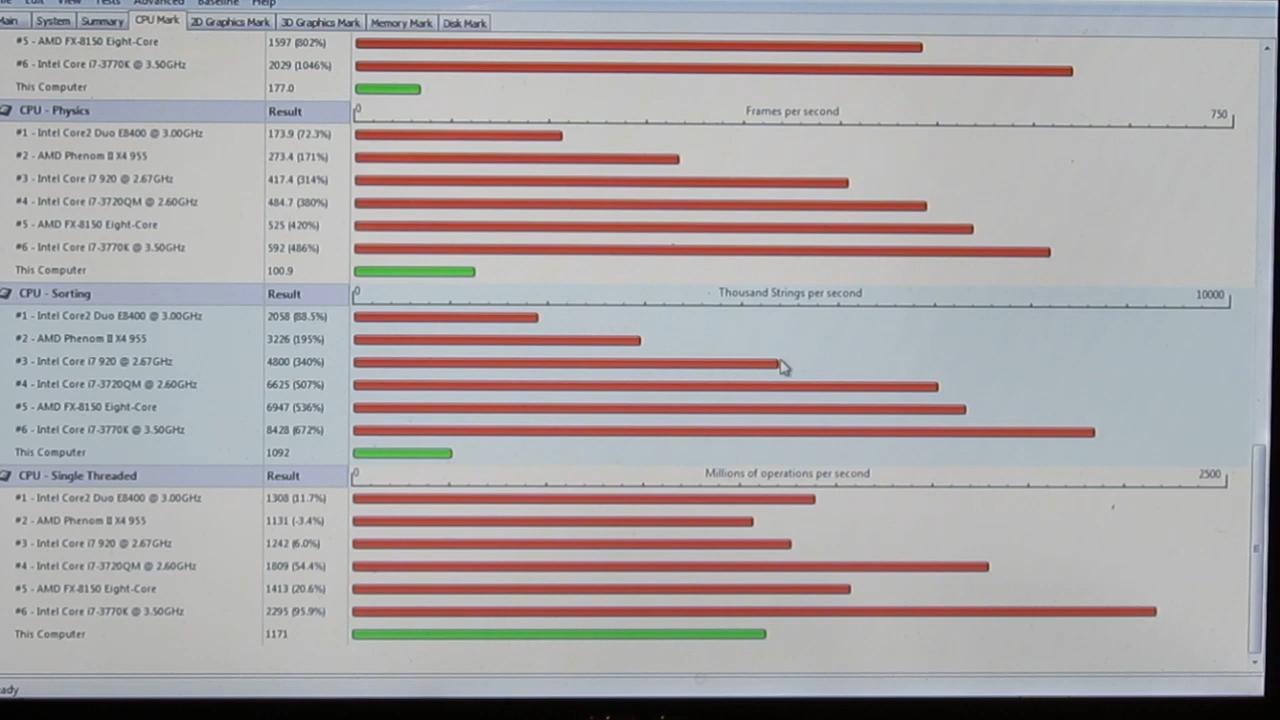 Edit View Tests Advanced Baseline Help
Main System Summary CPU Mark 2D Graphics Mark 3D Graphics Mark Memory Mark Disk Mark
#5 - AMD FX-8150 Eight-Core 1597 (802%)
#6 - Intel Core i7-3770K @ 3.50GHz 2029 (1046%)
This Computer 177.0
CPU - Physics Result 0 Frames per second 750
#1 - Intel Core2 Duo E8400 @ 3.00GHz 173.9 (72.3%)
#2 - AMD Phenom II X4 955 273.4 (171%)
#3 - Intel Core i7 920 @ 2.67GHz 417.4 (314%)
#4 - Intel Core i7-3720QM @ 2.60GHz 484.7 (380%)
#5 - AMD FX-8150 Eight-Core 525 (420%)
#6 - Intel Core i7-3770K @ 3.50GHz 592 (486%)
This Computer 100.9
CPU - Sorting Result 0 Thousand Strings per second 10000
#1 - Intel Core2 Duo E8400 @ 3.00GHz 2058 (88.5%)
#2 - AMD Phenom II X4 955 3226 (195%)
#3 - Intel Core i7 920 @ 2.67GHz 4800 (340%)
#4 - Intel Core i7-3720QM @ 2.60GHz 6625 (507%)
#5 - AMD FX-8150 Eight-Core 6947 (536%)
#6 - Intel Core i7-3770K @ 3.50GHz 8428 (672%)
This Computer 1092
CPU - Single Threaded Result 0 Millions of operations per second 2500
#1 - Intel Core2 Duo E8400 @ 3.00GHz 1308 (11.7%)
#2 - AMD Phenom II X4 955 1131 (-3.4%)
#3 - Intel Core i7 920 @ 2.67GHz 1242 (6.0%)
#4 - Intel Core i7-3720QM @ 2.60GHz 1809 (54.4%)
#5 - AMD FX-8150 Eight-Core 1413 (20.6%)
#6 - Intel Core i7-3770K @ 3.50GHz 2295 (95.9%)
This Computer 1171
ady